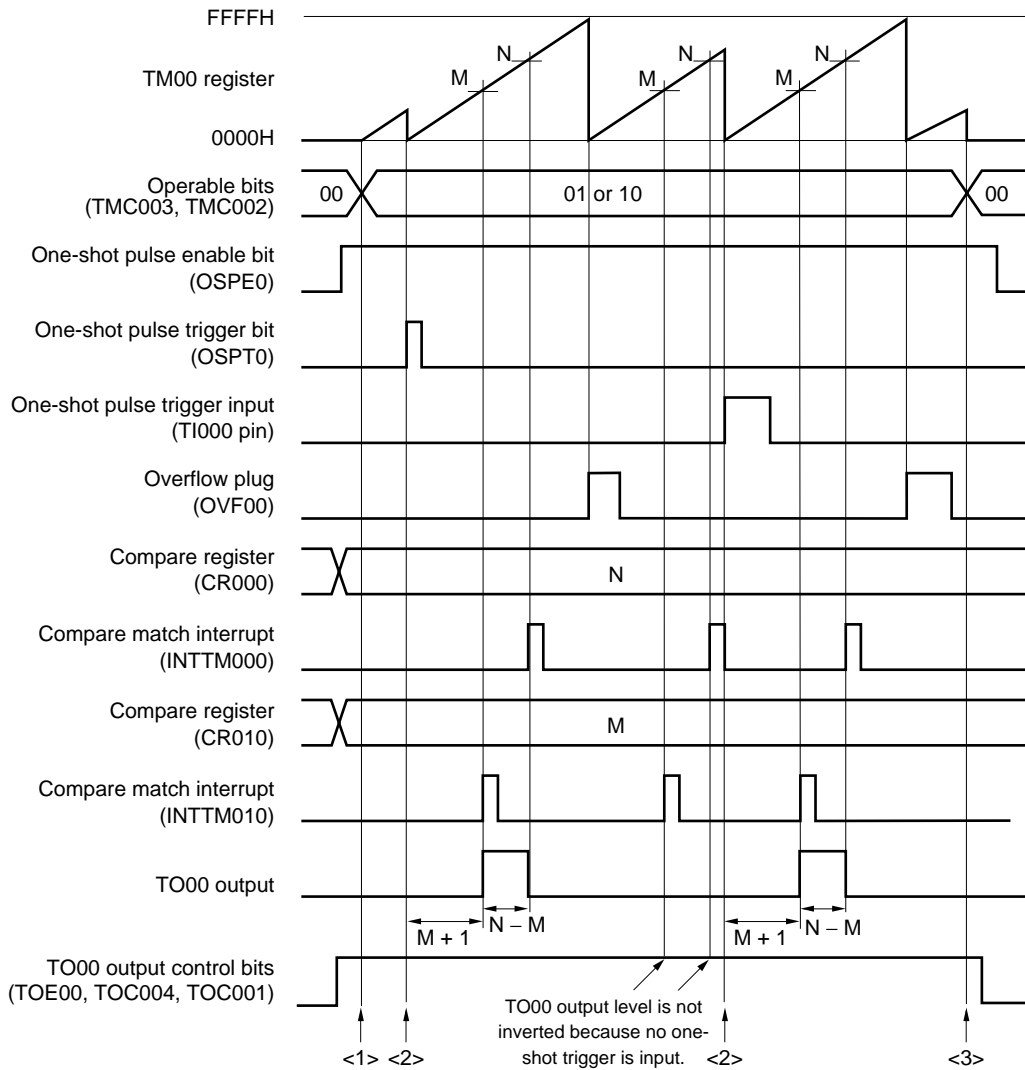 FFFFH
N
N
N
M
M
M
TM00 register
0000H
Operable bits
(TMC003, TMC002)
00
01 or 10
00
One-shot pulse enable bit
(OSPE0)
One-shot pulse trigger bit
(OSPT0)
One-shot pulse trigger input
(TI000 pin)
Overflow plug
(OVF00)
Compare register
(CR000)
N
Compare match interrupt
(INTTM000)
Compare register
(CR010)
M
Compare match interrupt
(INTTM010)
TO00 output
M + 1
N – M
M + 1
N – M
TO00 output control bits
(TOE00, TOC004, TOC001)
TO00 output level is not
inverted because no one-
shot trigger is input.
<1>
<2>
<2>
<3>